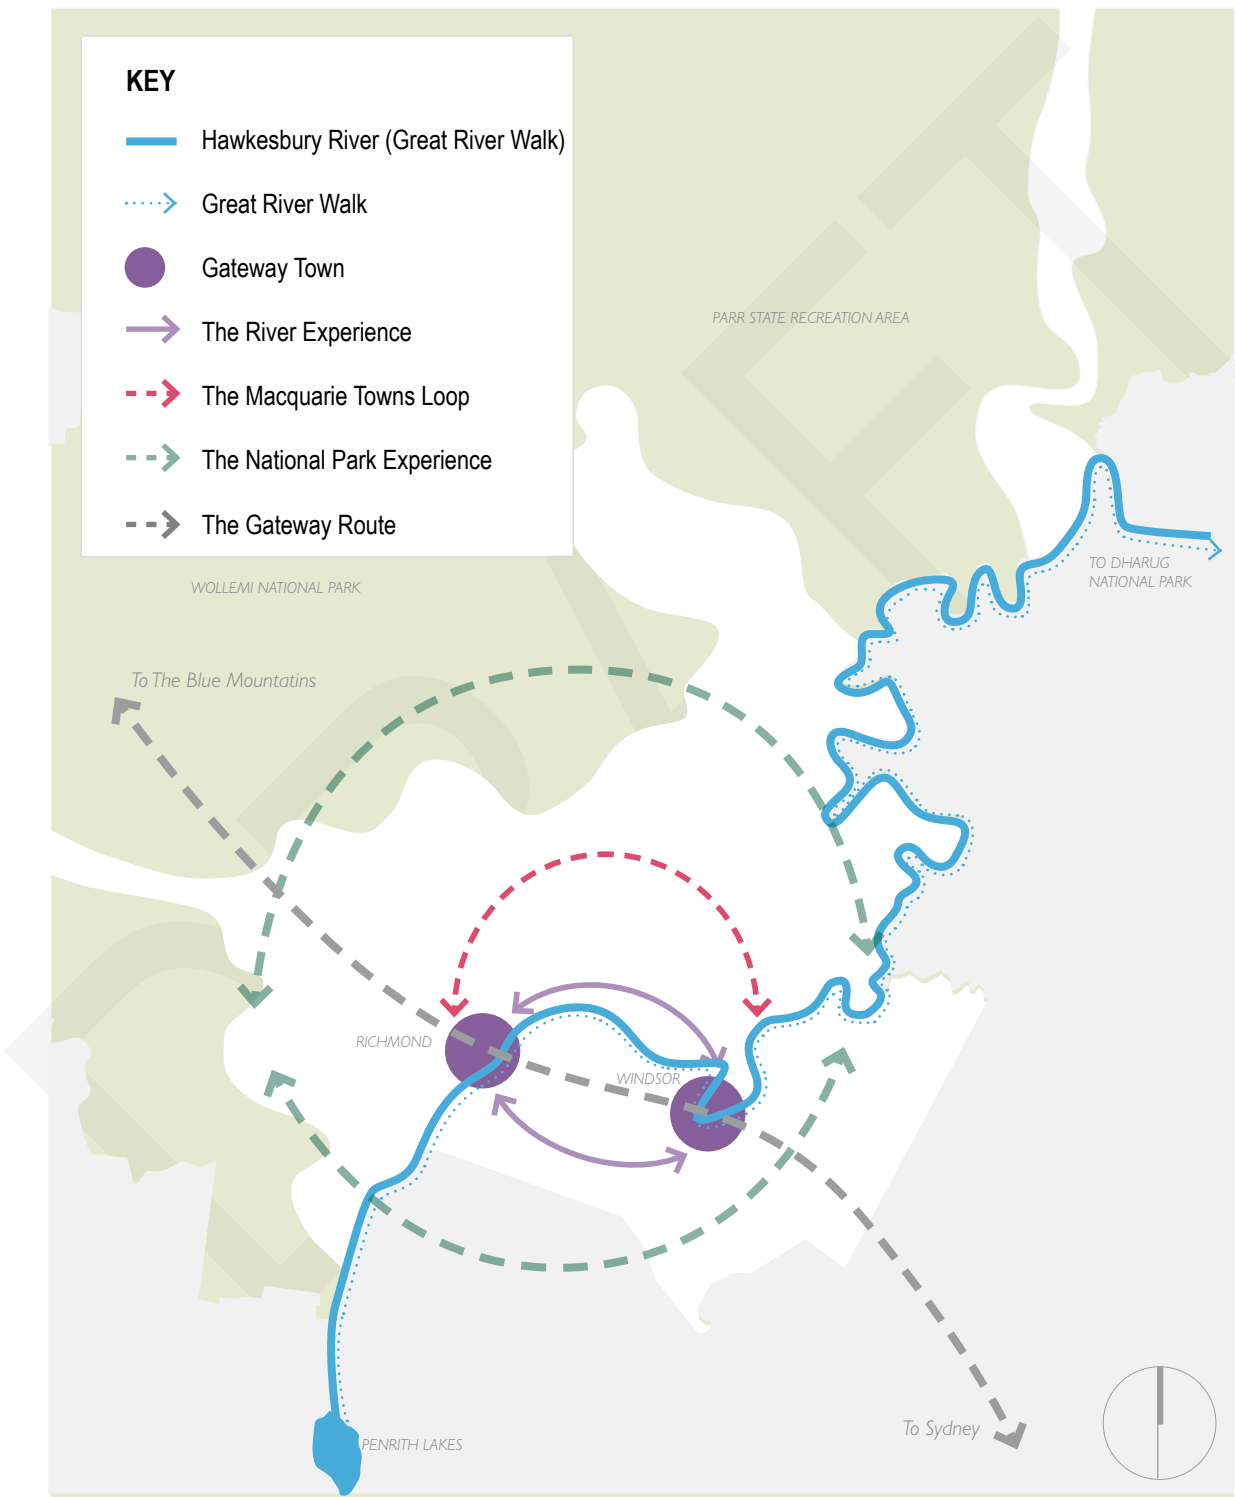 KEY
Hawkesbury River (Great River Walk)
Great River Walk
Gateway Town
The River Experience
The Macquarie Towns Loop
The National Park Experience
The Gateway Route
PARR STATE RECREATION AREA
TO DHARUG
NATIONAL PARK
WOLLEMI NATIONAL PARK
To The Blue Mountatins
RICHMOND
WINDSOR
To Sydney
PENRITH LAKES